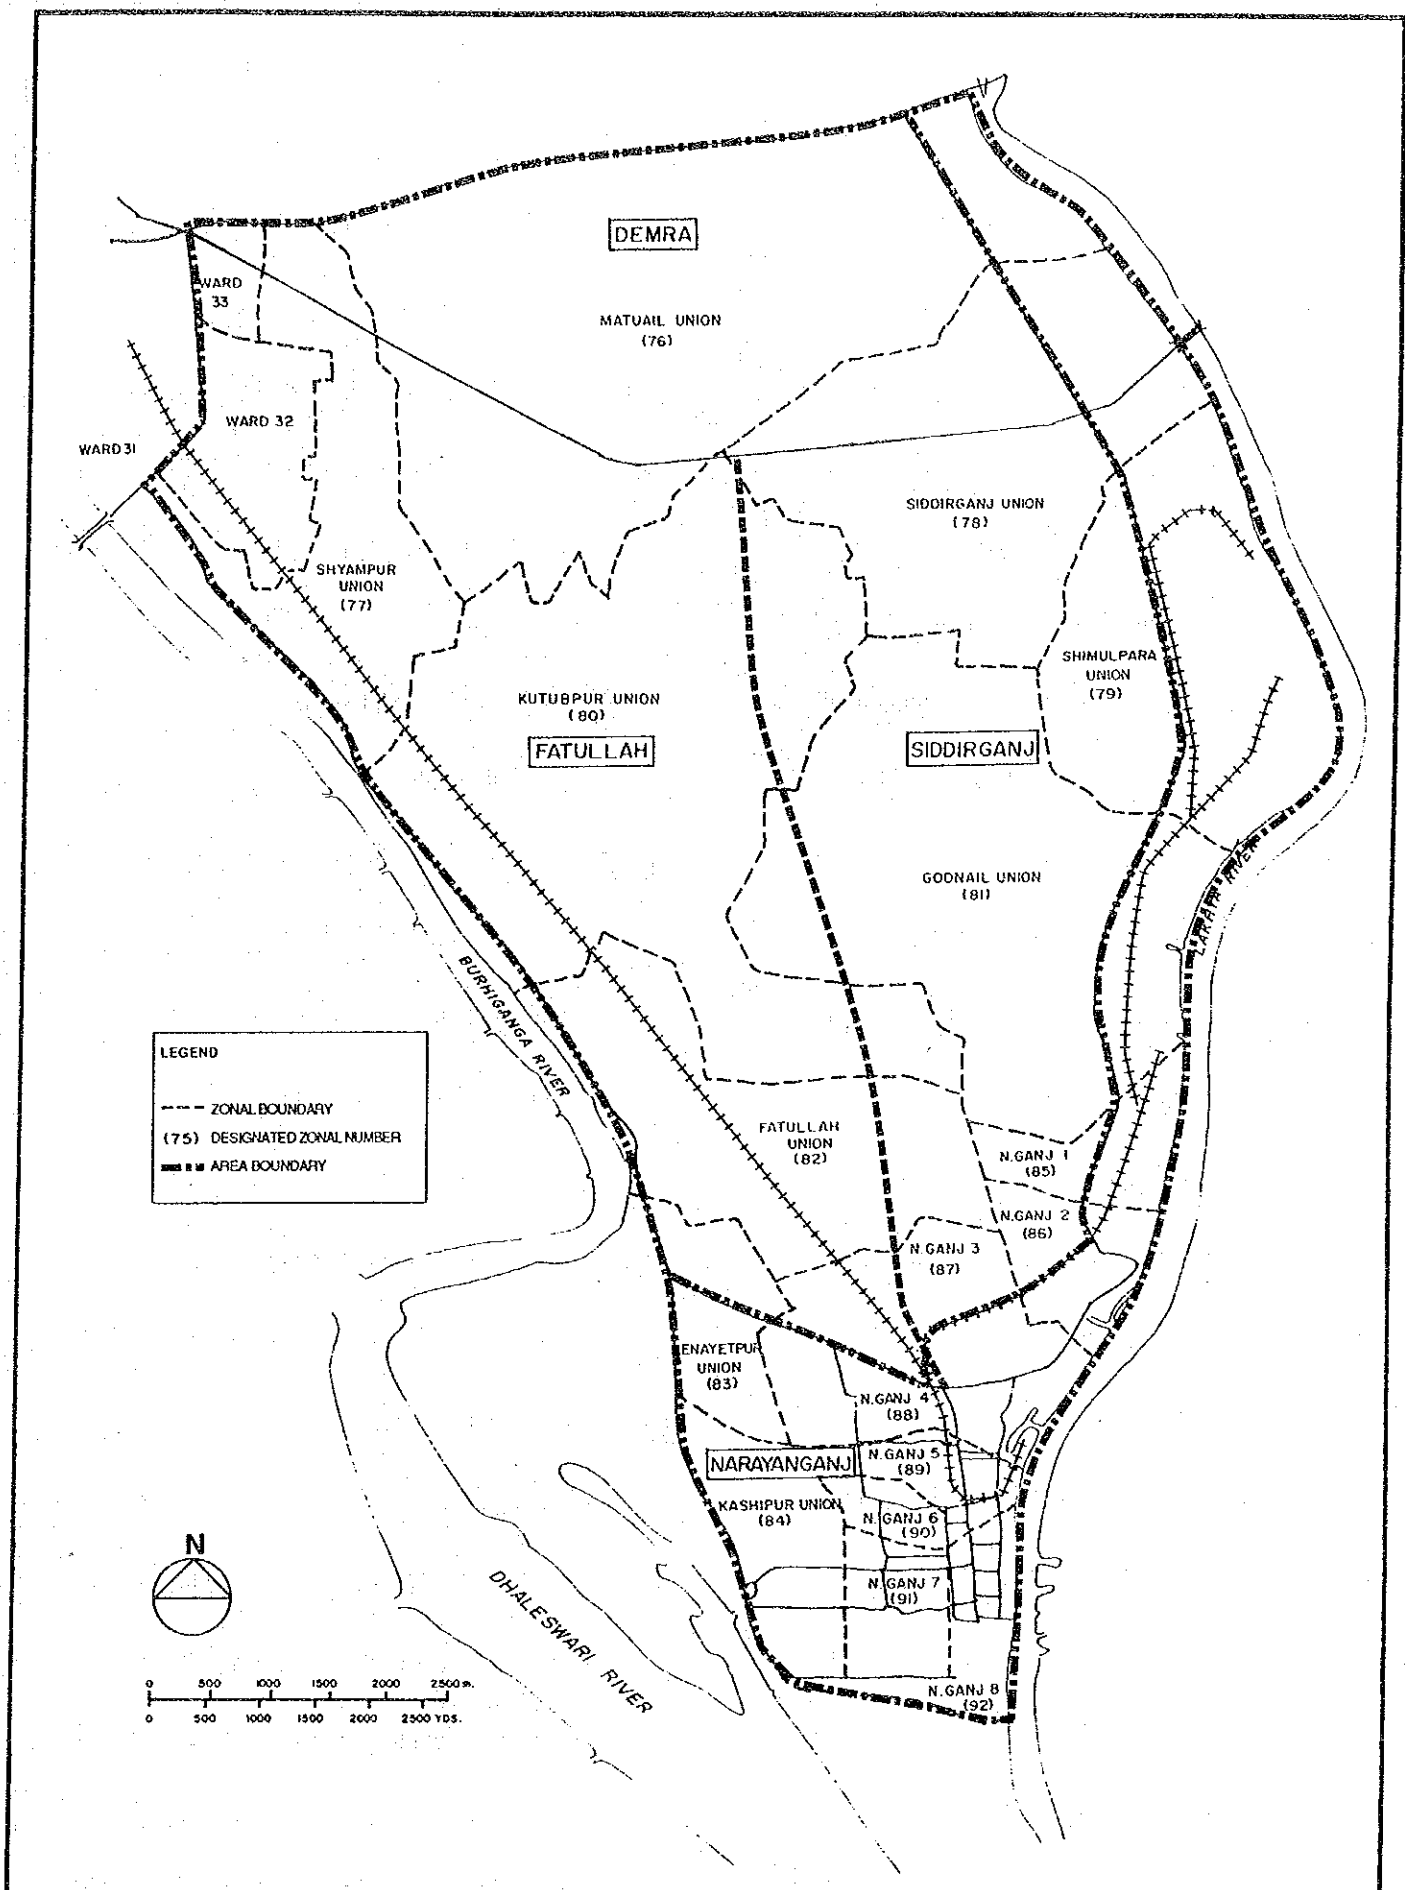 DEMRA
WARD
33
MATUAIL UNION
(76)
WARD 32
WARD 31
SIDDIRGANJ UNION
(78)
SHYAMPUR
UNION
(77)
SHIMULPARA
UNION
(79)
KUTUBPUR UNION
(80)
FATULLAH
SIDDIRGANJ
GODNAIL UNION
(81)
LAKAYA RIVER
BURHIGANGA RIVER
LEGEND
ZONAL BOUNDARY
(75) DESIGNATED ZONAL NUMBER
AREA BOUNDARY
FATULLAH
UNION
(82)
N.GANJ 1
(85)
N.GANJ 2
(86)
N.GANJ 3
(87)
ENAYETPUR
UNION
(83)
N.GANJ 4
(88)
NARAYANGANJ
N.GANJ 5
(89)
KASHIPUR UNION
(84)
N.GANJ 6
(90)
N
N.GANJ 7
(91)
DHALESWARI RIVER
N.GANJ 8
(92)
0 500 1000 1500 2000 2500 m.
0 500 1000 1500 2000 2500 YDS.